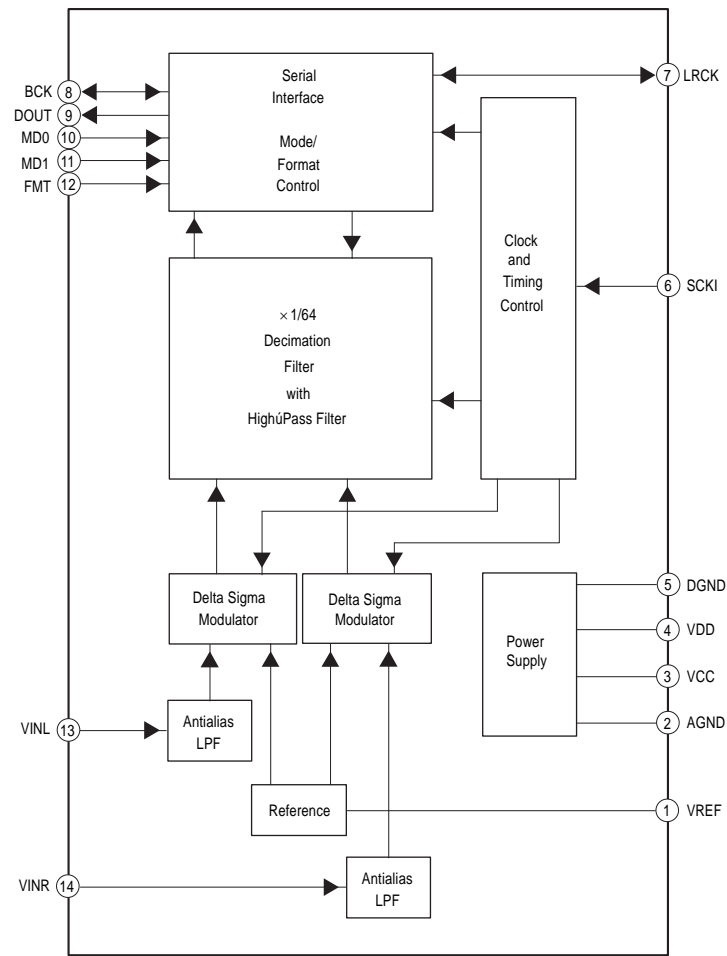 BCK 8
DOUT 9
MD0 10
MD1 11
FMT 12
Serial
Interface
Mode/
Format
Control
7 LRCK
Clock
and
Timing
Control
6 SCKI
× 1/64
Decimation
Filter
with
HighúPass Filter
Delta Sigma
Modulator
Delta Sigma
Modulator
Power
Supply
5 DGND
4 VDD
3 VCC
2 AGND
VINL 13
Antialias
LPF
Reference
1 VREF
VINR 14
Antialias
LPF